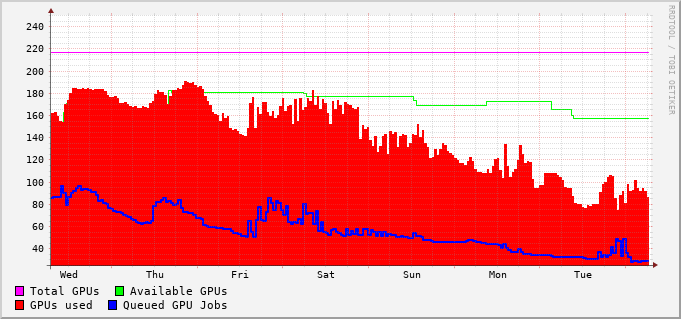 RRDTOOL / TOBI OETIKER
240
220
200
180
160
140
120
100
80
60
40
Wed Thu Fri Sat Sun Mon Tue
Total GPUs Available GPUs
GPUs used Queued GPU Jobs